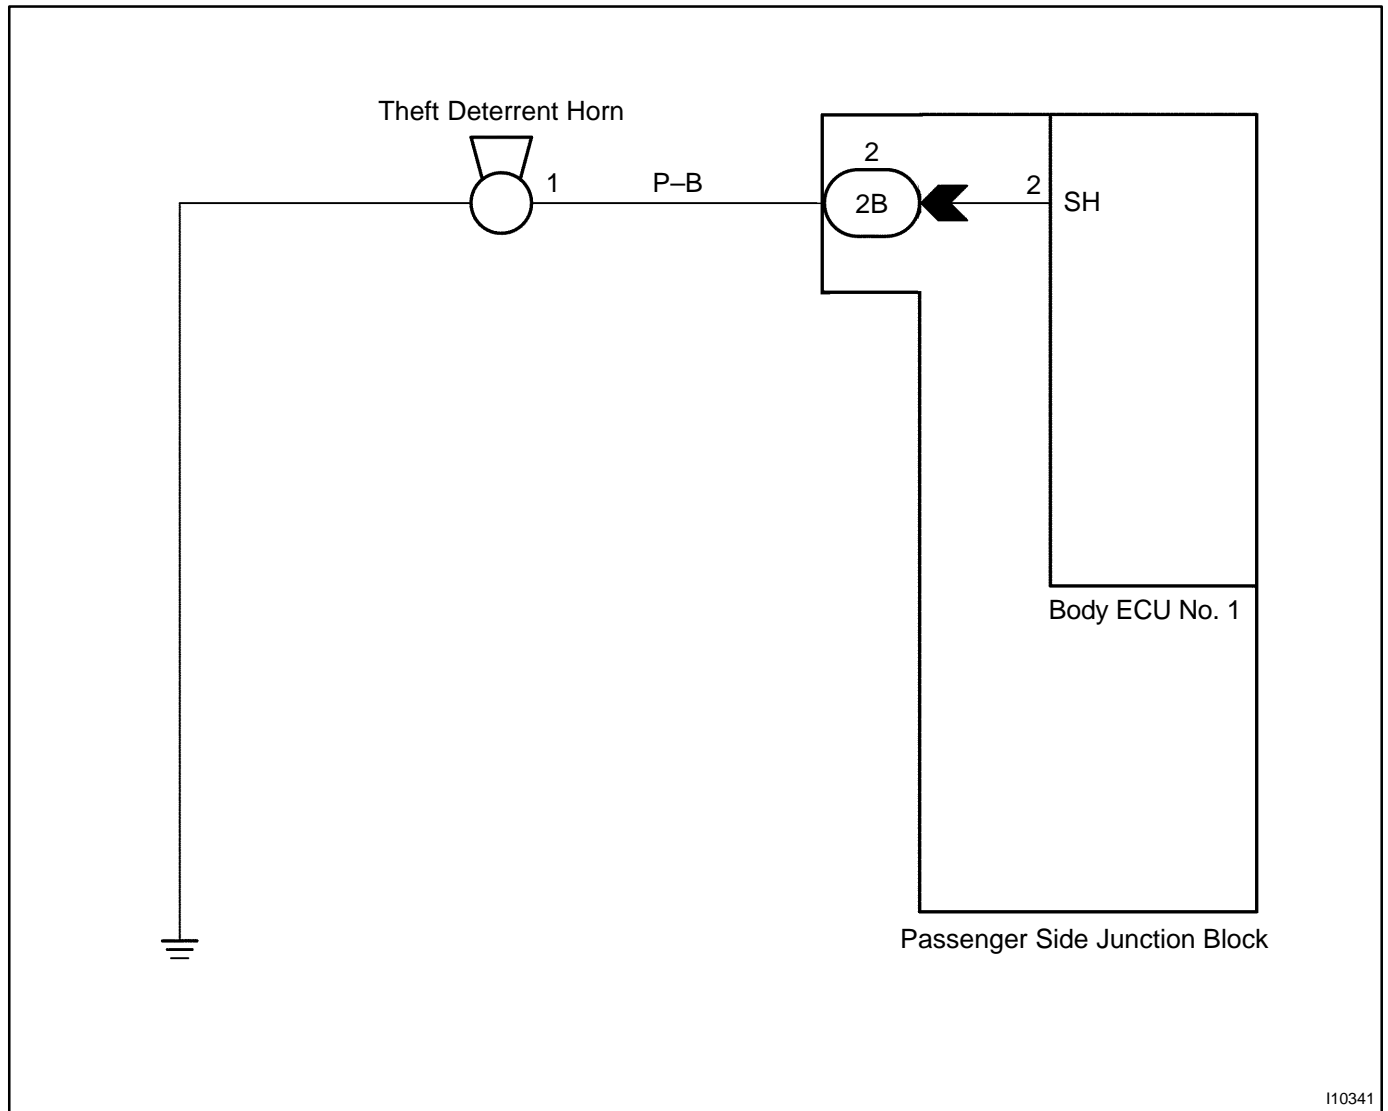 Theft Deterrent Horn
2
1
P–B
2
2B
SH
Body ECU No. 1
Passenger Side Junction Block
I10341